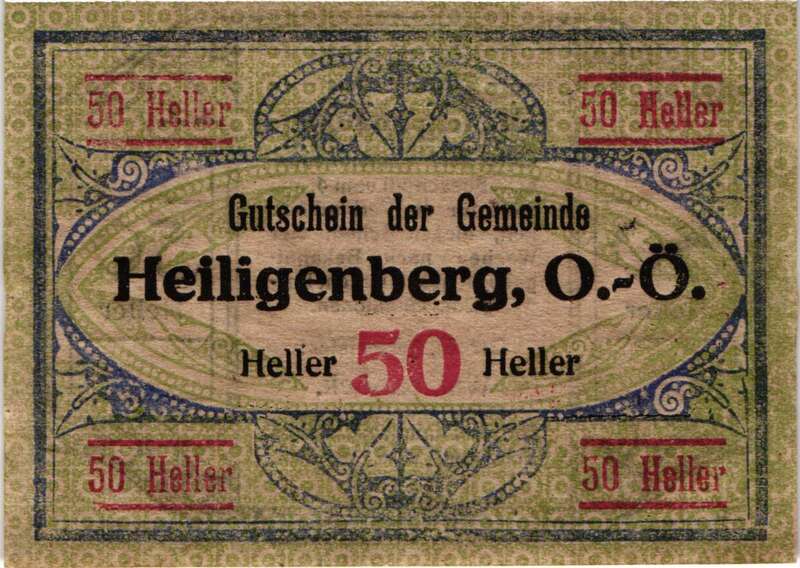 50 Heller 50 Heller
Gutschein der Gemeinde
Heiligenberg, O.-Ö.
Heller 50 Heller
50 Heller 50 Heller